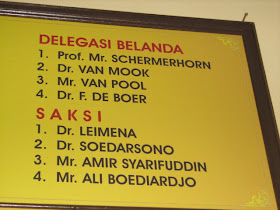 DELEGASI BELANDA
1. Prof. Mr. SCHERMERHORN
2. Dr. VAN MOOK
3. Mr. VAN POOL
4. Dr. F. DE BOER
SAKSI
1. Dr. LEIMENA
2. Dr. SOEDARSONO
3. Mr. AMIR SYARIFUDDIN
4. Mr. ALI BOEDIARDJO